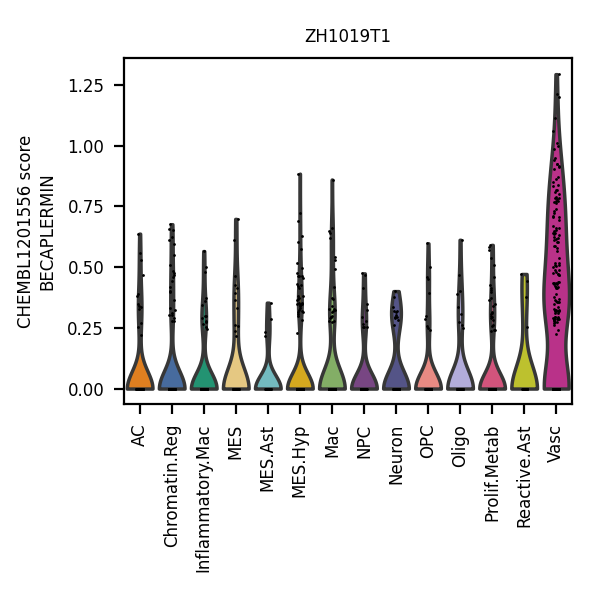 ZH1019T1
CHEMBL1201556 score
BECAPLERMIN
1.25
1.00
0.75
0.50
0.25
0.00
AC
Chromatin.Reg
Inflammatory.Mac
MES
MES.Ast
MES.Hyp
Mac
NPC
Neuron
OPC
Oligo
Prolif.Metab
Reactive.Ast
Vasc